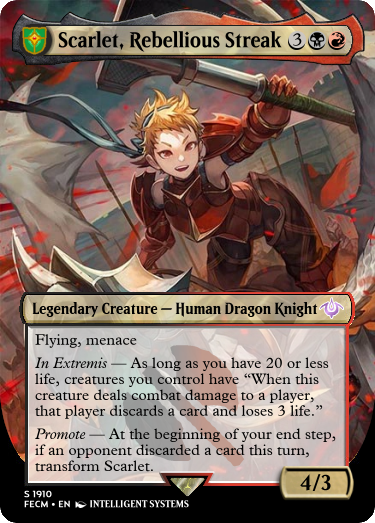 Scarlet, Rebellious Streak 3
Legendary Creature — Human Dragon Knight
Flying, menace
In Extremis — As long as you have 20 or less
life, creatures you control have “When this
creature deals combat damage to a player,
that player discards a card and loses 3 life.”
Promote — At the beginning of your end step,
if an opponent discarded a card this turn,
transform Scarlet.
4/3
S 1910
FECM • EN INTELLIGENT SYSTEMS